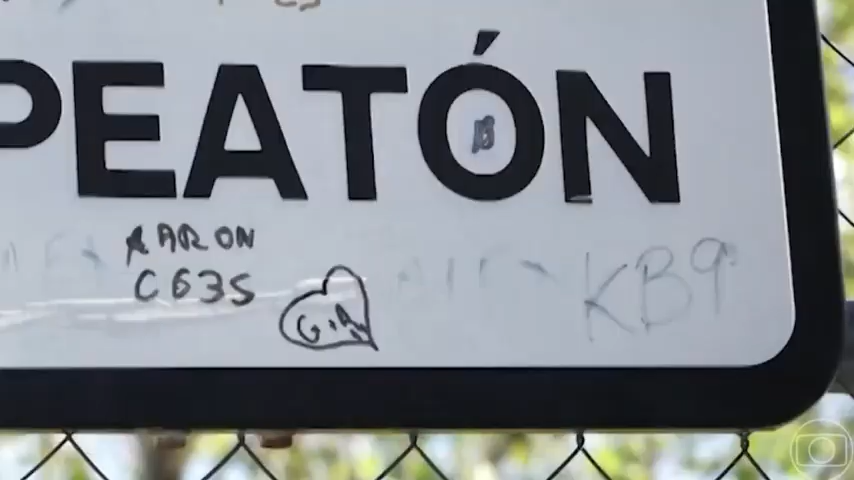 PEATÓN
AARON
C635
G.A
KB9